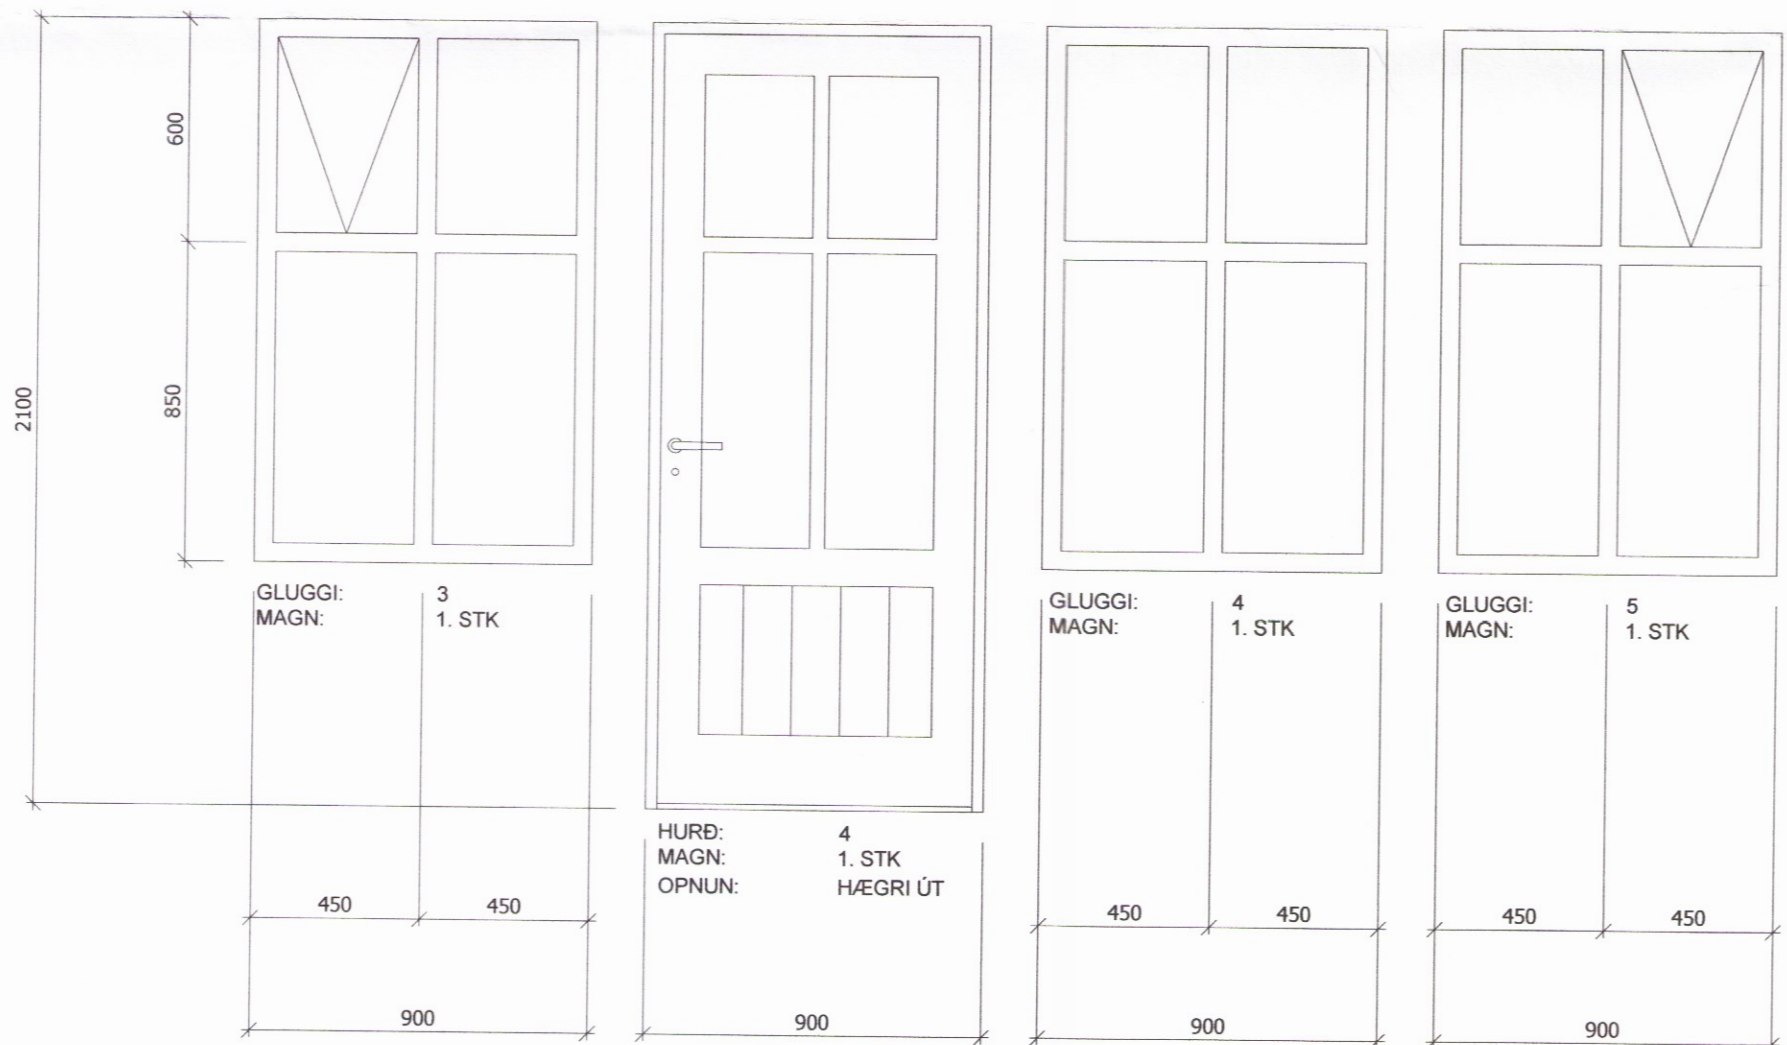 600
850
2100
GLUGGI: 3
MAGN: 1. STK
450 450
900
HURÐ: 4
MAGN: 1. STK
OPNUN: HÆGRI ÚT
900
GLUGGI: 4
MAGN: 1. STK
450 450
900
GLUGGI: 5
MAGN: 1. STK
450 450
900